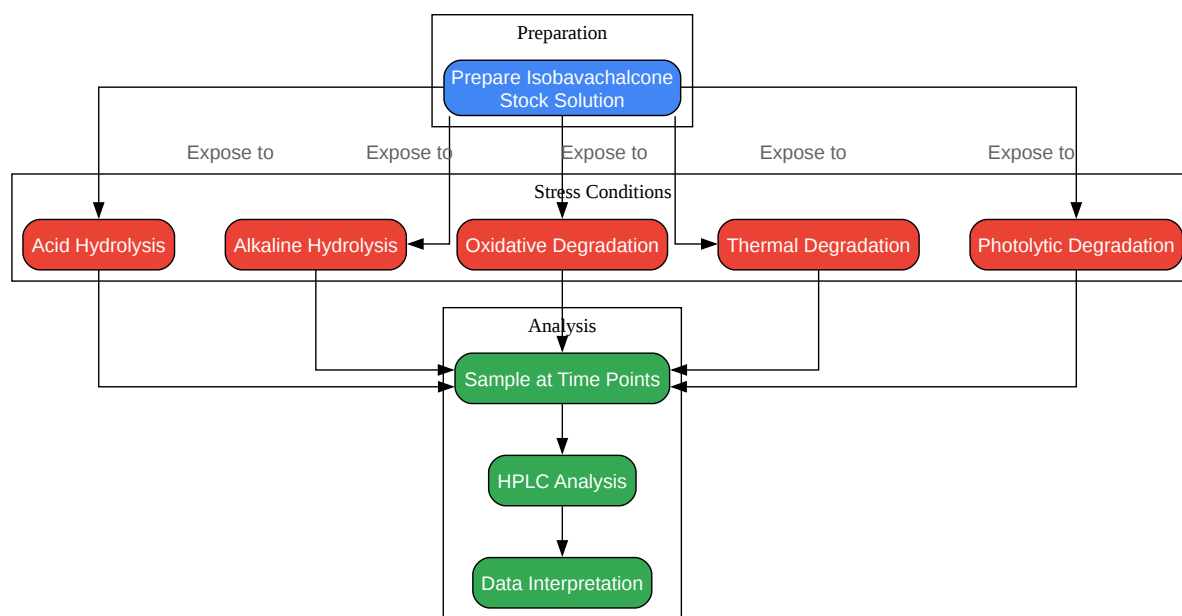 Preparation
Prepare Isobavachalcone
Stock Solution
Expose to
Expose to
Expose to
Expose to
Expose to
Stress Conditions
Acid Hydrolysis
Alkaline Hydrolysis
Oxidative Degradation
Thermal Degradation
Photolytic Degradation
Analysis
Sample at Time Points
HPLC Analysis
Data Interpretation